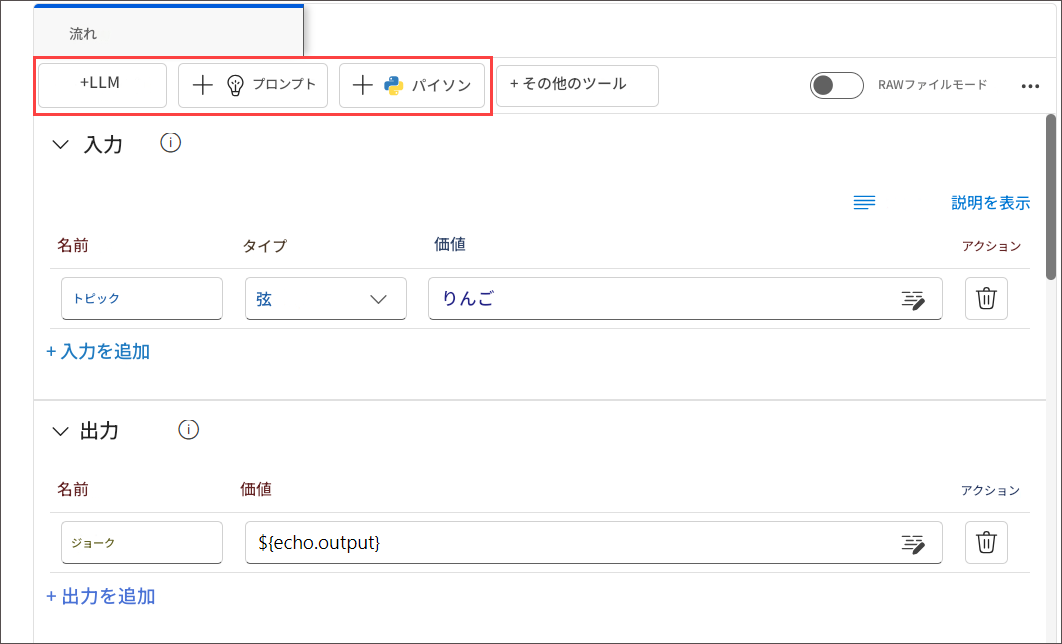 流れ
+LLM
プロンプト
パイソン
+ その他のツール
RAWファイルモード
入力
説明を表示
名前 タイプ 価値 アクション
トピック 弦 りんご
+ 入力を追加
出力
名前 価値 アクション
ジョーク ${echo.output}
+ 出力を追加